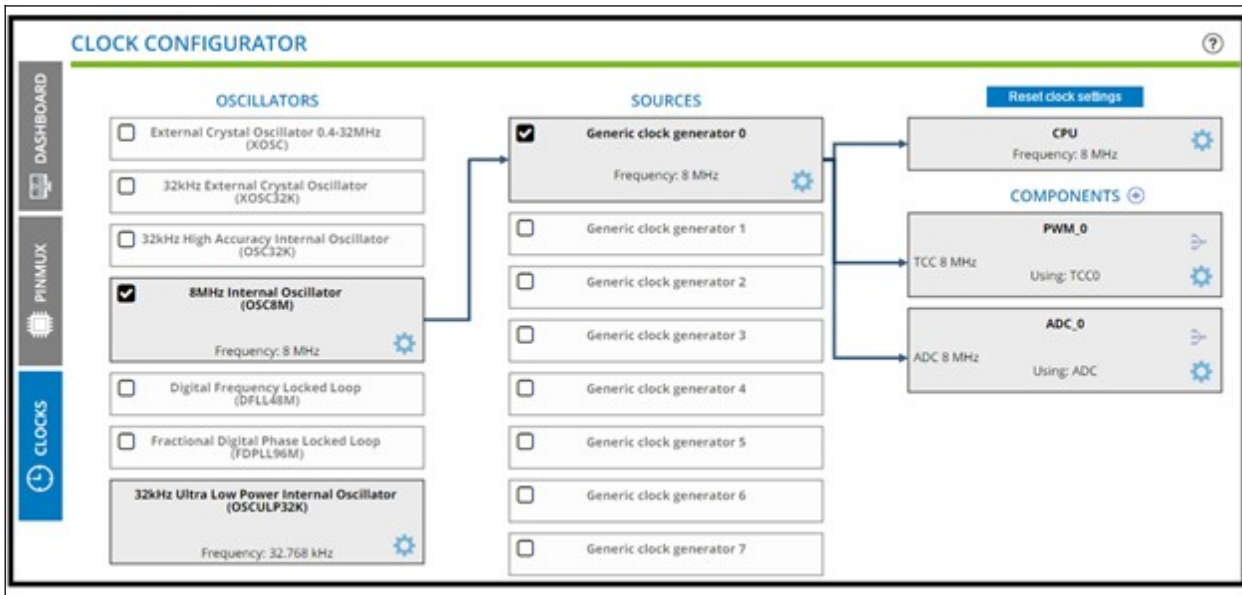 CLOCK CONFIGURATOR
?
DASHBOARD
PINMUX
CLOCKS
OSCILLATORS
External Crystal Oscillator 0.4-32MHz
(XOSC)
32kHz External Crystal Oscillator
(XOSC32K)
32kHz High Accuracy Internal Oscillator
(OSC32K)
8MHz Internal Oscillator
(OSC8M)
Frequency: 8 MHz
Digital Frequency Locked Loop
(DFLL48M)
Fractional Digital Phase Locked Loop
(FDPLL96M)
32kHz Ultra Low Power Internal Oscillator
(OSCULP32K)
Frequency: 32.768 kHz
SOURCES
Generic clock generator 0
Frequency: 8 MHz
Generic clock generator 1
Generic clock generator 2
Generic clock generator 3
Generic clock generator 4
Generic clock generator 5
Generic clock generator 6
Generic clock generator 7
Reset clock settings
CPU
Frequency: 8 MHz
COMPONENTS
PWM_0
TCC 8 MHz
Using: TCC0
ADC_0
ADC 8 MHz
Using: ADC